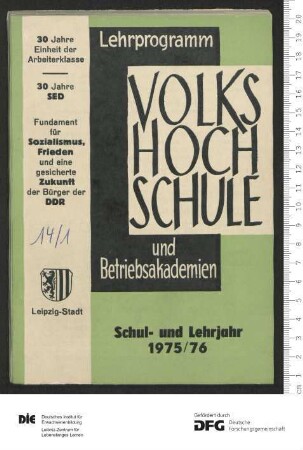 30 Jahre
Einheit der
Arbeiterklasse
30 Jahre
SED
Fundament
für
Sozialismus,
Frieden
und eine
gesicherte
Zukunft
der Bürger der
DDR
14/1
Leipzig-Stadt
Lehrprogramm
VOLKS
HOCH
SCHULE
und
Betriebsakademien
Schul- und Lehrjahr
1975/76
DIE Deutsches Institut für
Erwachsenenbildung
Leibniz-Zentrum für
Lebenslanges Lernen
Gefördert durch
DFG Deutsche
Forschungsgemeinschaft